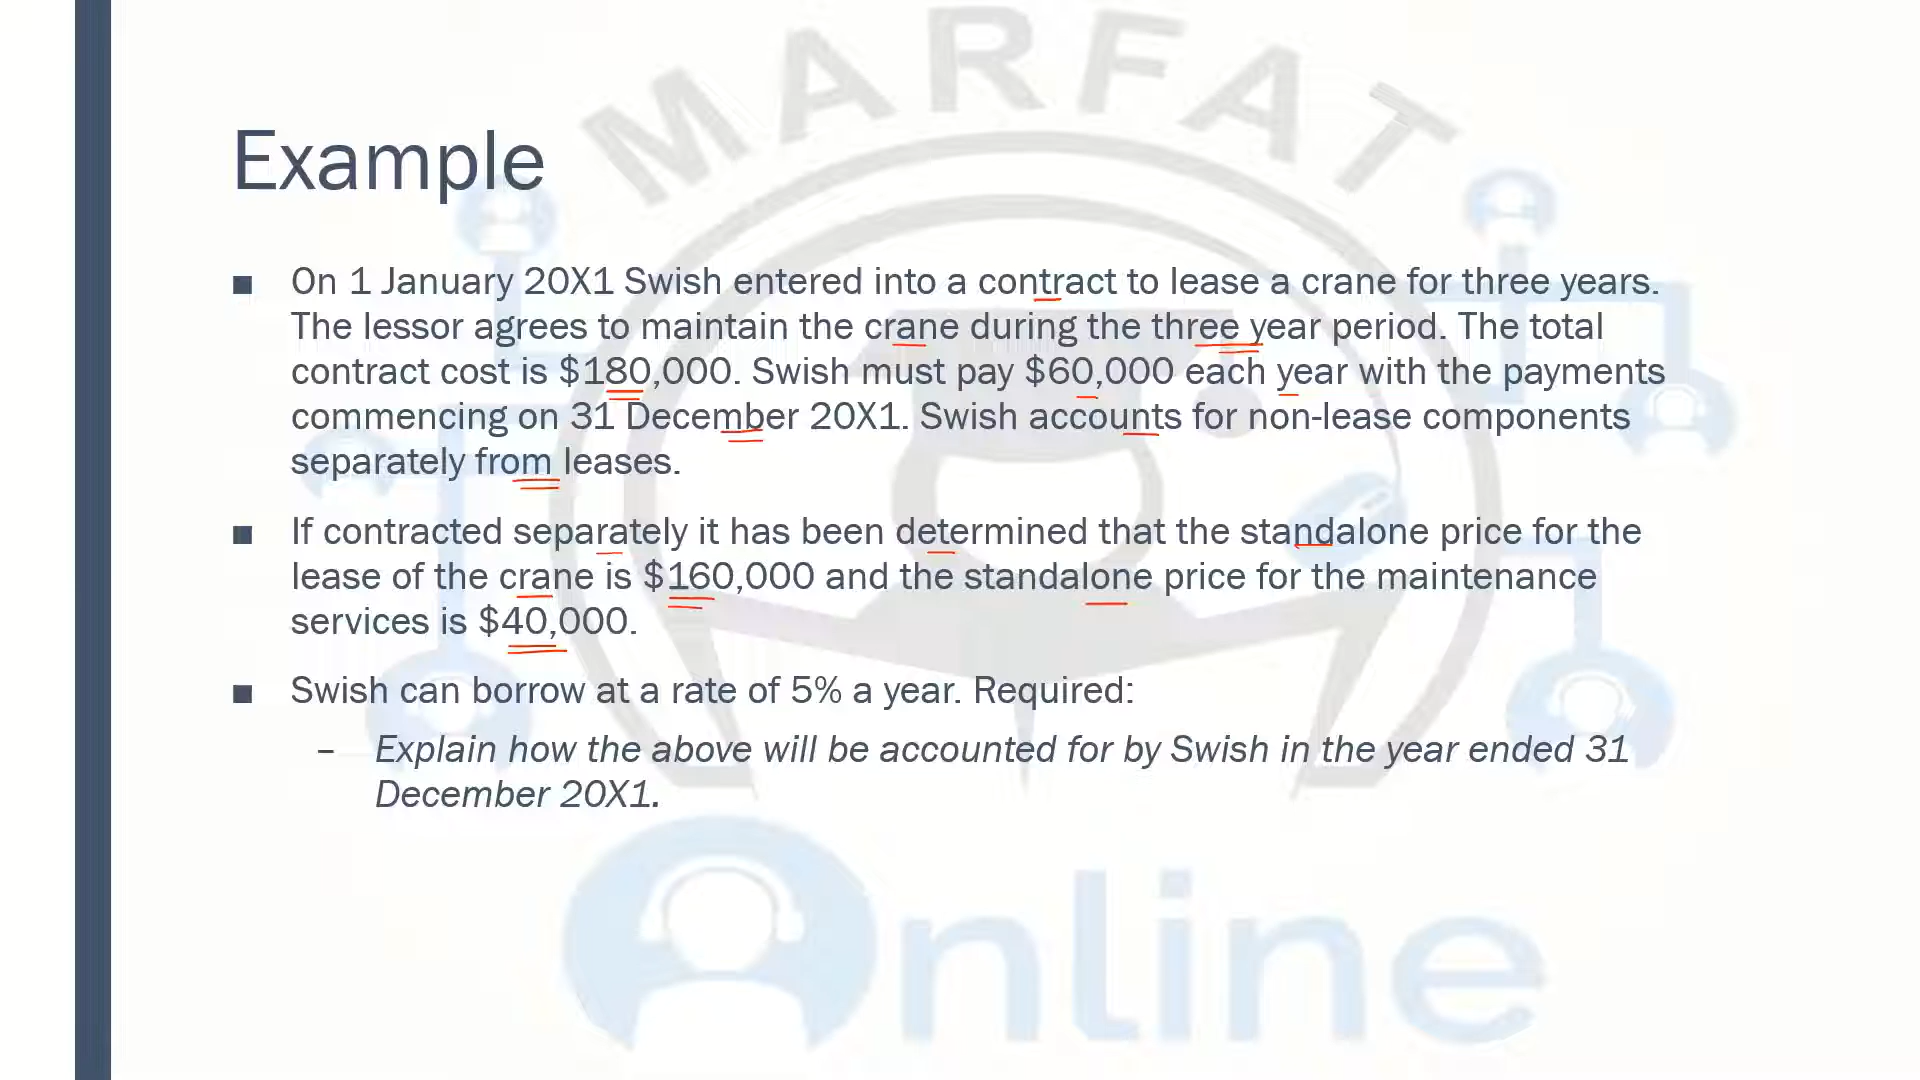 MARFAT
Example
■ On 1 January 20X1 Swish entered into a contract to lease a crane for three years.
The lessor agrees to maintain the crane during the three year period. The total
contract cost is $180,000. Swish must pay $60,000 each year with the payments
commencing on 31 December 20X1. Swish accounts for non-lease components
separately from leases.
■ If contracted separately it has been determined that the standalone price for the
lease of the crane is $160,000 and the standalone price for the maintenance
services is $40,000.
■ Swish can borrow at a rate of 5% a year. Required:
– Explain how the above will be accounted for by Swish in the year ended 31
December 20X1.
Online